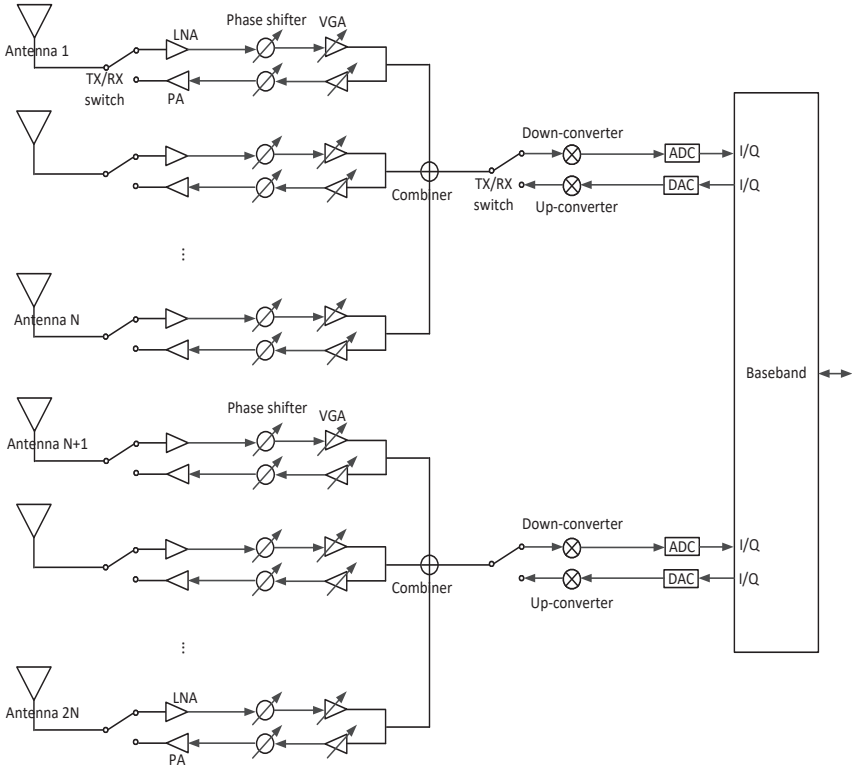 Phase shifter
VGA
LNA
Antenna 1
TX/RX
switch
PA
Down-converter
ADC
I/Q
TX/RX
switch
DAC
I/Q
Combiner
Up-converter
...
Antenna N
Baseband
Phase shifter
VGA
Antenna N+1
Down-converter
ADC
I/Q
DAC
I/Q
Combiner
Up-converter
...
LNA
Antenna 2N
PA